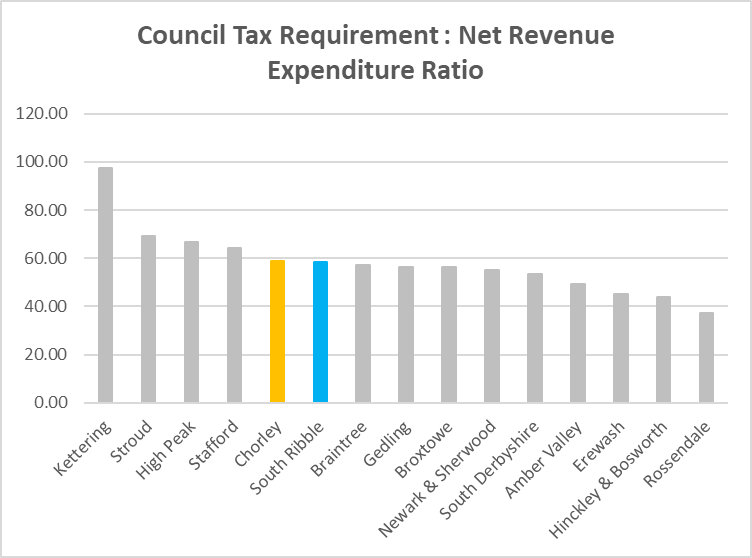 Council Tax Requirement : Net Revenue
Expenditure Ratio
120.00
100.00
80.00
60.00
40.00
20.00
0.00
Kettering
Stroud
High Peak
Stafford
Chorley
South Ribble
Braintree
Gedling
Broxtowe
Newark & Sherwood
South Derbyshire
Amber Valley
Erewash
Hinckley & Bosworth
Rossendale